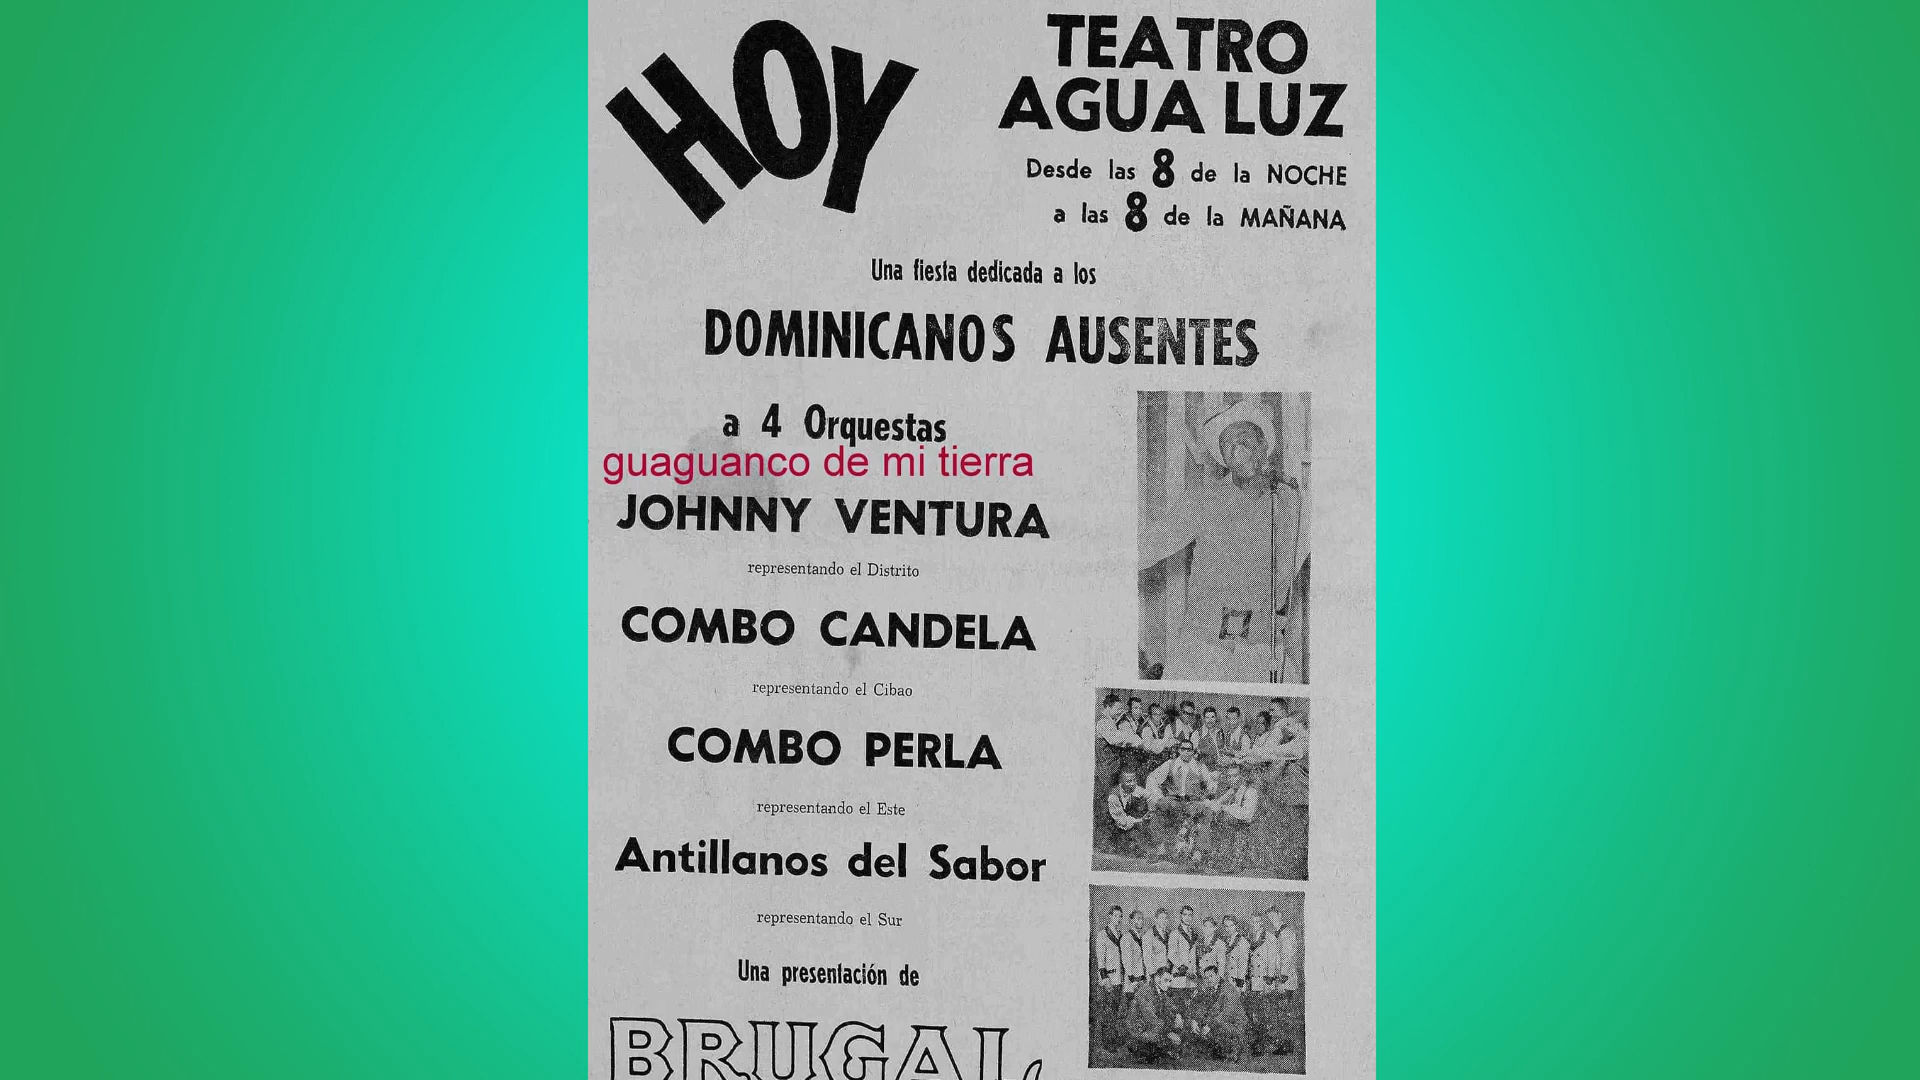 HOY
TEATRO
AGUA LUZ
Desde las 8 de la NOCHE
a las 8 de la MAÑANA
Una fiesta dedicada a los
DOMINICANOS AUSENTES
a 4 Orquestas
guaguanco de mi tierra
JOHNNY VENTURA
representando el Distrito
COMBO CANDELA
representando el Cibao
COMBO PERLA
representando el Este
Antillanos del Sabor
representando el Sur
Una presentación de
BRUGAL